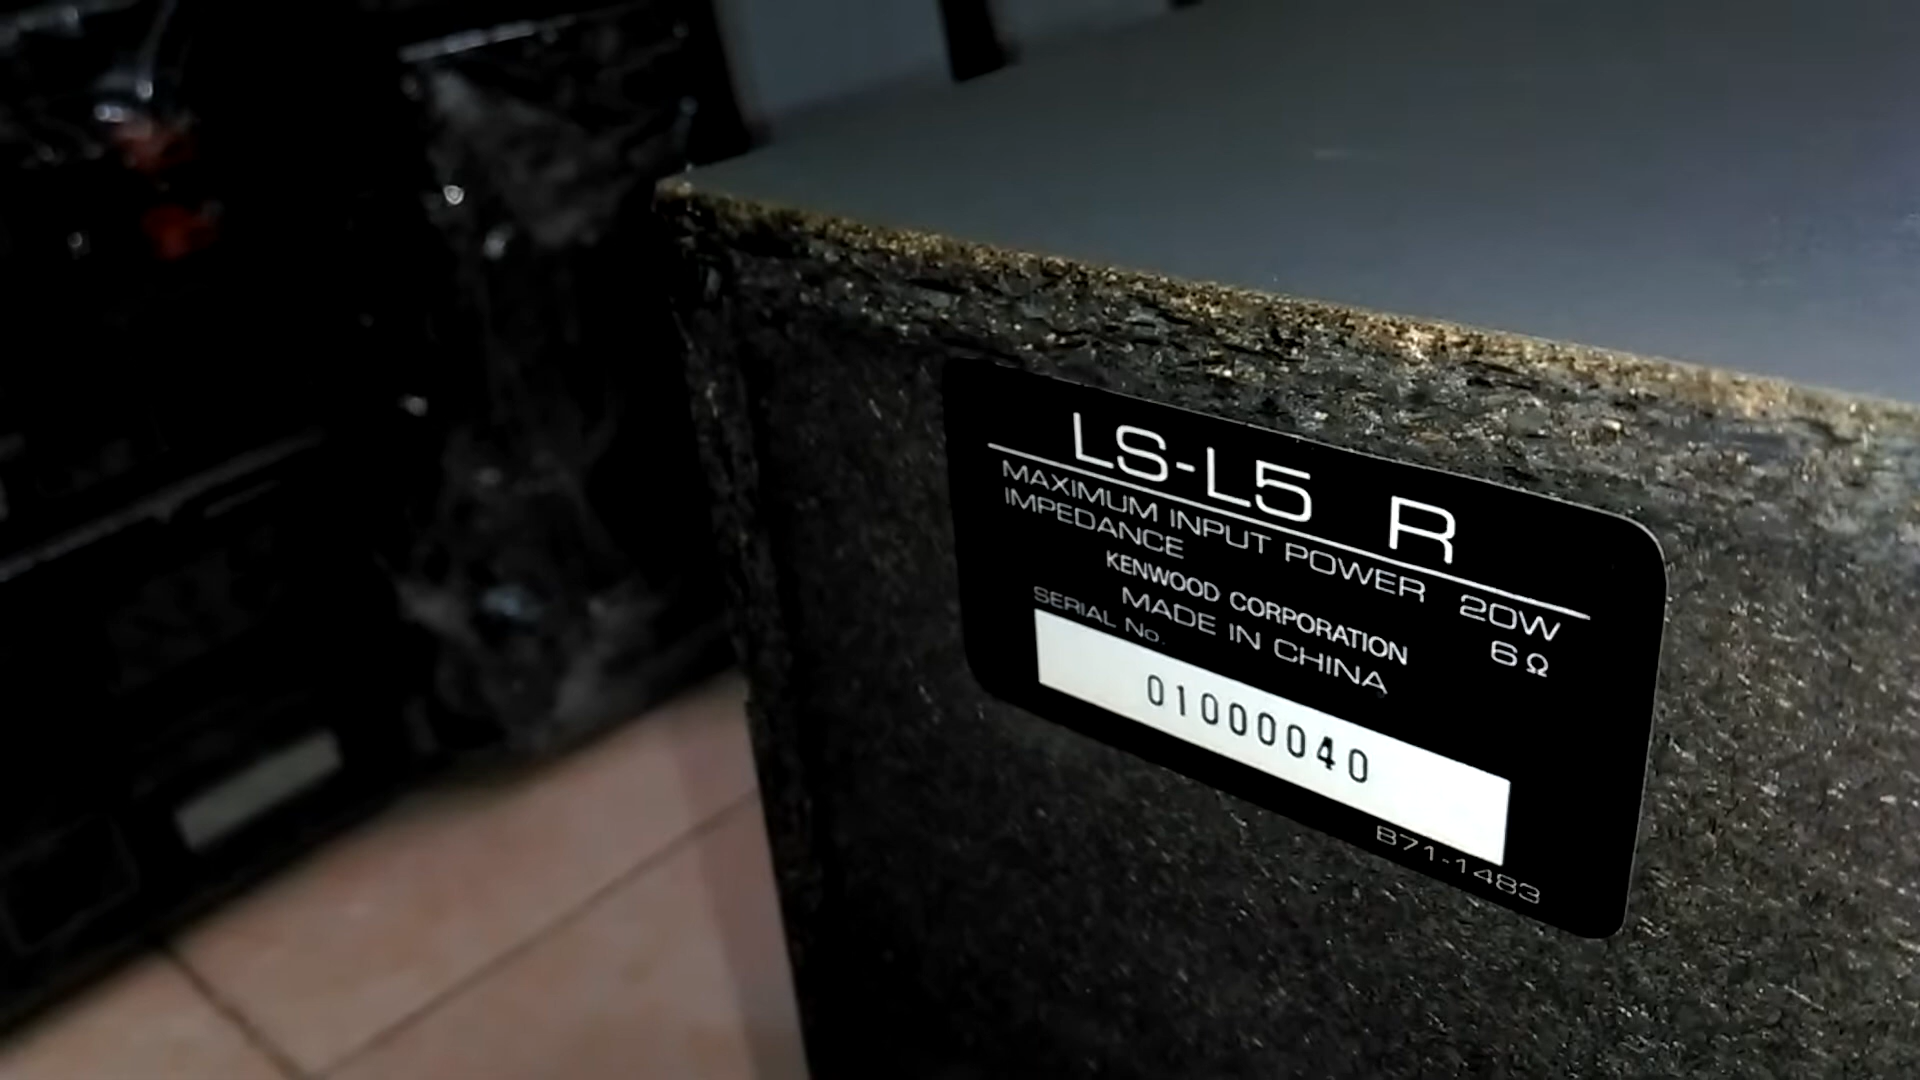 LS-L5 R
MAXIMUM INPUT POWER 20W
IMPEDANCE 6Ω
KENWOOD CORPORATION
MADE IN CHINA
SERIAL No.
01000040
B71-1483